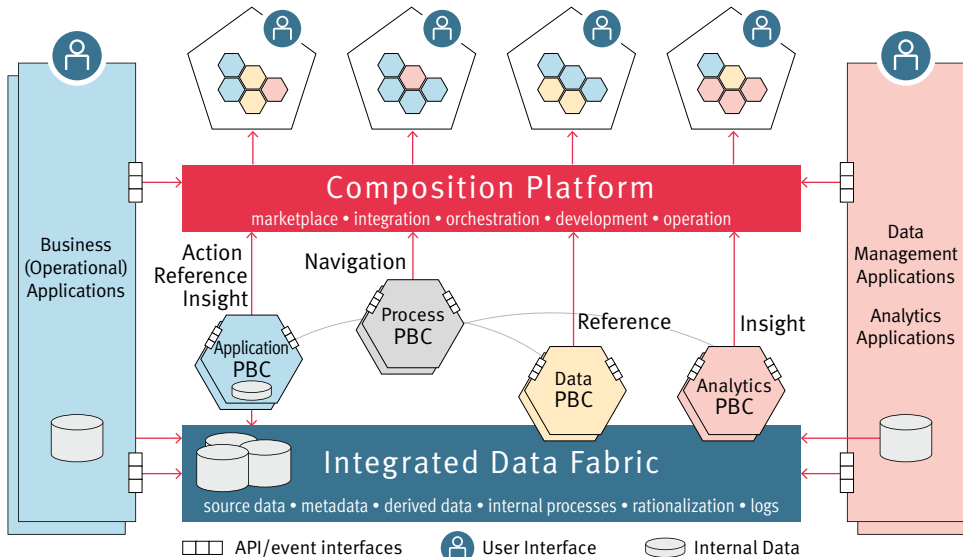 Composition Platform
marketplace • integration • orchestration • development • operation
Business
(Operational)
Applications
Action
Reference
Insight
Navigation
Reference
Insight
Data
Management
Applications
Analytics
Applications
Application
PBC
Process
PBC
Data
PBC
Analytics
PBC
Integrated Data Fabric
source data • metadata • derived data • internal processes • rationalization • logs
API/event interfaces
User Interface
Internal Data